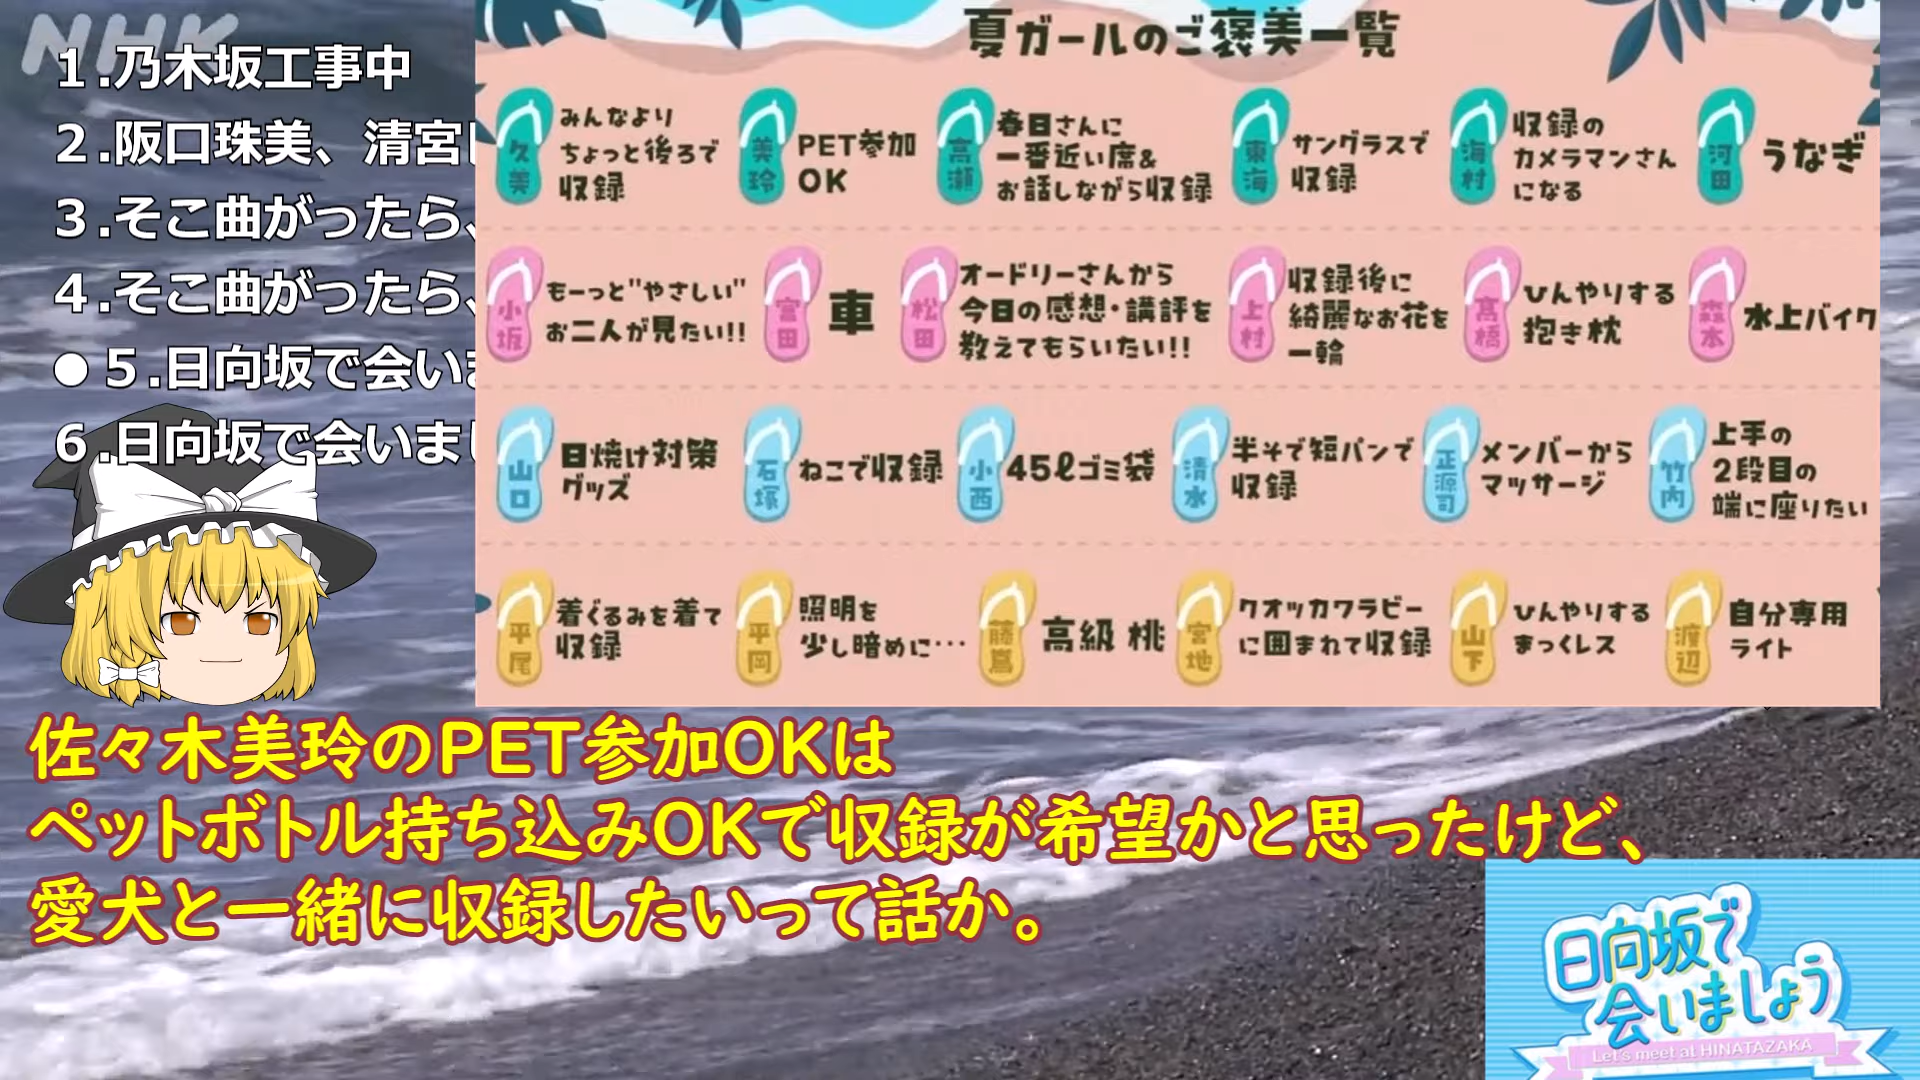 NHK
１.乃木坂工事中
２.阪口珠美、清宮
３.そこ曲がったら、
４.そこ曲がったら、
●５.日向坂で会い
６.日向坂で会いまし
夏ガールのご褒美一覧
久美
みんなより
ちょっと後ろで
収録
美玲
PET参加
OK
高瀬
春日さんに
一番近い席&
お話しながら収録
東海
サングラスで
収録
海村
収録の
カメラマンさん
になる
河田
うなぎ
小坂
もーっと"やさしい"
お二人が見たい!!
富田
車
松田
オードリーさんから
今日の感想・講評を
教えてもらいたい!!
上村
収録後に
綺麗なお花を
一輪
髙橋
ひんやりする
抱き枕
森本
水上バイク
山口
日焼け対策
グッズ
石塚
ねこで収録
小西
45ℓゴミ袋
清水
半そで短パンで
収録
正源司
メンバーから
マッサージ
竹内
上手の
2段目の
端に座りたい
平尾
着ぐるみを着て
収録
平岡
照明を
少し暗めに…
藤嶌
高級 桃
宮地
クオッカワラビー
に囲まれて収録
山下
ひんやりする
まっくレス
渡辺
自分専用
ライト
佐々木美玲のPET参加OKは
ペットボトル持ち込みOKで収録が希望かと思ったけど、
愛犬と一緒に収録したいって話か。
日向坂で
会いましょう
Let's meet at HINATAZAKA